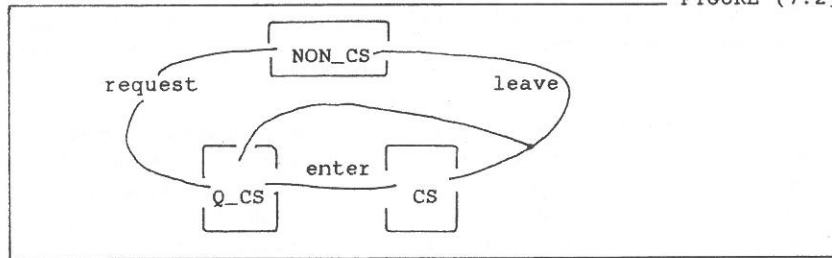 FIGURE (7.2)
NON_CS
request
leave
enter
Q_CS
CS